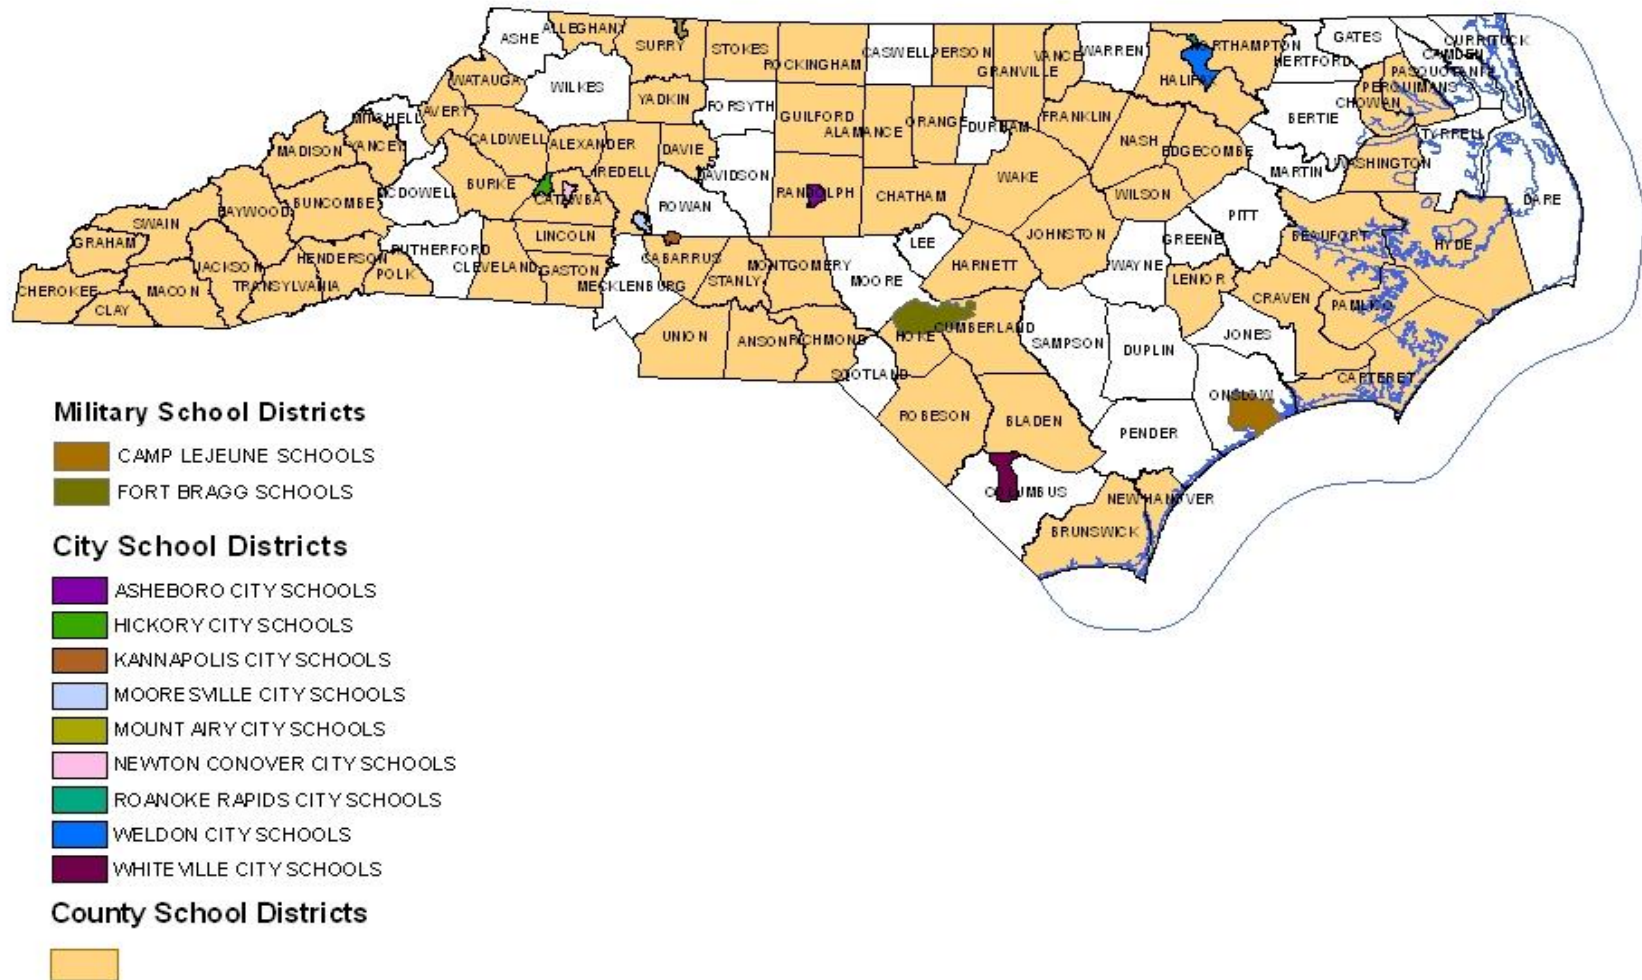 ASHE
ALLEGHANY
SURRY
STOKES
ROCKINGHAM
CASWELL
PERSON
GRANVILLE
VANCE
WARREN
NORTHAMPTON
GATES
CURRITUCK
CAMDEN
PASQUOTANK
PERQUIMANS
CHOWAN
HERTFORD
HALIFAX
BERTIE
WATAUGA
WILKES
YADKIN
FORSYTH
GUILFORD
ALAMANCE
ORANGE
DURHAM
FRANKLIN
NASH
EDGECOMBE
MARTIN
WASHINGTON
TYRRELL
DARE
MITCHELL
AVERY
CALDWELL
ALEXANDER
IREDELL
DAVIE
DAVIDSON
RANDOLPH
CHATHAM
WAKE
WILSON
PITT
BEAUFORT
HYDE
MADISON
YANCEY
MCDOWELL
BURKE
CATAWBA
ROWAN
SWAIN
HAYWOOD
BUNCOMBE
RUTHERFORD
LINCOLN
CABARRUS
LEE
JOHNSTON
GREENE
GRAHAM
JACKSON
HENDERSON
POLK
CLEVELAND
GASTON
MECKLENBURG
STANLY
MONTGOMERY
MOORE
HARNETT
WAYNE
LENIOR
CRAVEN
PAMLICO
CHEROKEE
CLAY
MACON
TRANSYLVANIA
UNION
ANSON
RICHMOND
HOKE
CUMBERLAND
SAMPSON
DUPLIN
JONES
SCOTLAND
CARTERET
ONSLOW
ROBESON
BLADEN
PENDER
COLUMBUS
NEW HANOVER
BRUNSWICK
Military School Districts
CAMP LEJEUNE SCHOOLS
FORT BRAGG SCHOOLS
City School Districts
ASHEBORO CITY SCHOOLS
HICKORY CITY SCHOOLS
KANNAPOLIS CITY SCHOOLS
MOORESVILLE CITY SCHOOLS
MOUNT AIRY CITY SCHOOLS
NEWTON CONOVER CITY SCHOOLS
ROANOKE RAPIDS CITY SCHOOLS
WELDON CITY SCHOOLS
WHITEVILLE CITY SCHOOLS
County School Districts